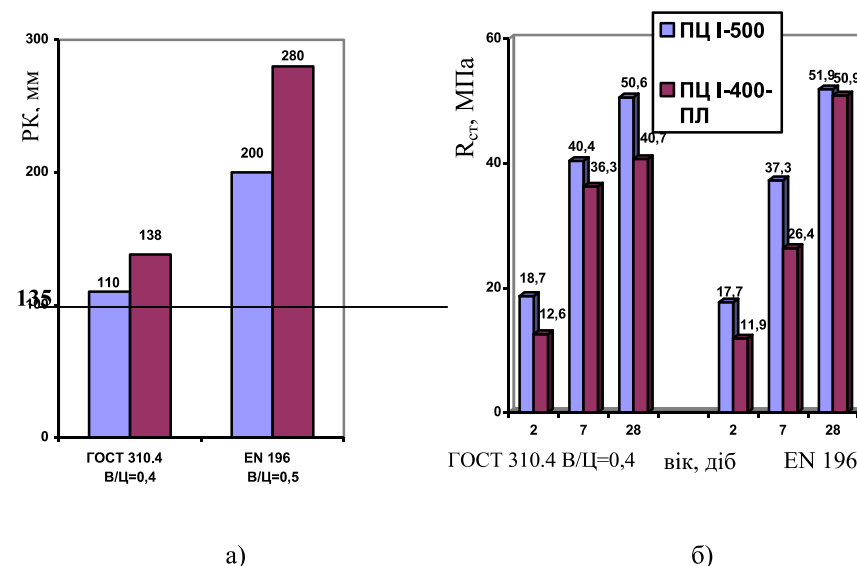 300
280
200
200
138
110
135
100
0
РК, мм
ГОСТ 310.4
В/Ц=0,4
EN 196
В/Ц=0,5
а)
ПЦ І-500
ПЦ І-400-
ПЛ
60
40
20
0
Rст, МПа
18,7
12,6
40,4
36,3
50,6
40,7
17,7
11,9
37,3
26,4
51,9
50,9
2
7
28
2
7
28
ГОСТ 310.4 В/Ц=0,4
вік, діб
EN 196
б)